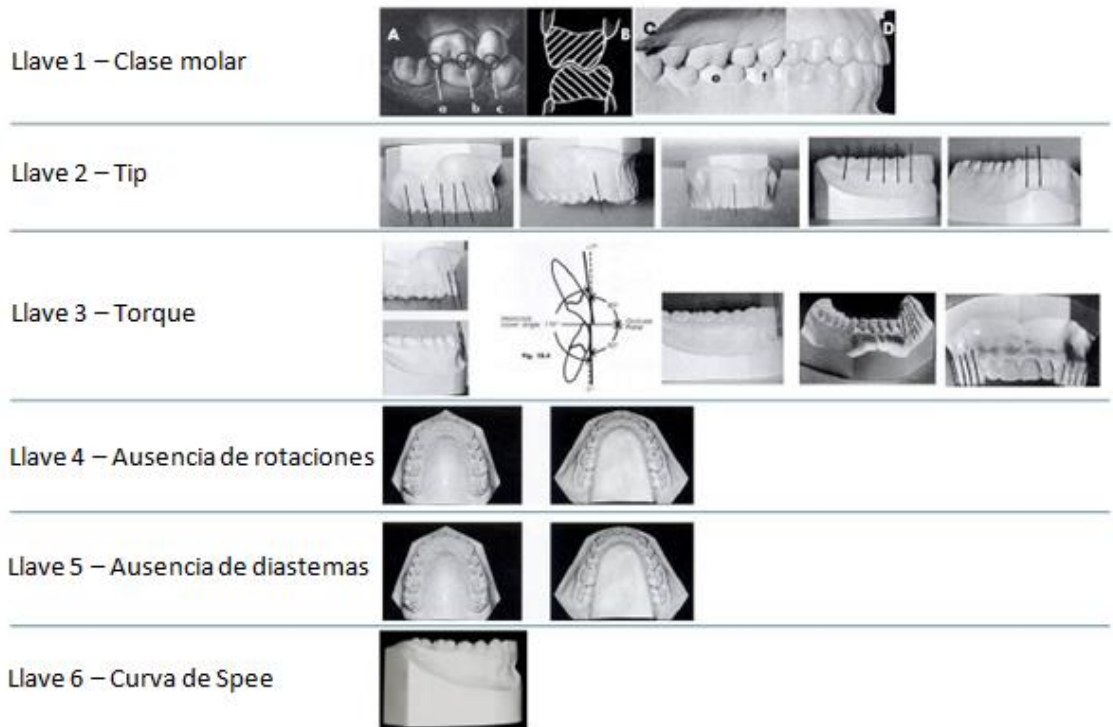 Llave 1 – Clase molar
A
B
C
D
a
b
c
e
f
Llave 2 – Tip
Llave 3 – Torque
Fig. 10.4
Llave 4 – Ausencia de rotaciones
Llave 5 – Ausencia de diastemas
Llave 6 – Curva de Spee